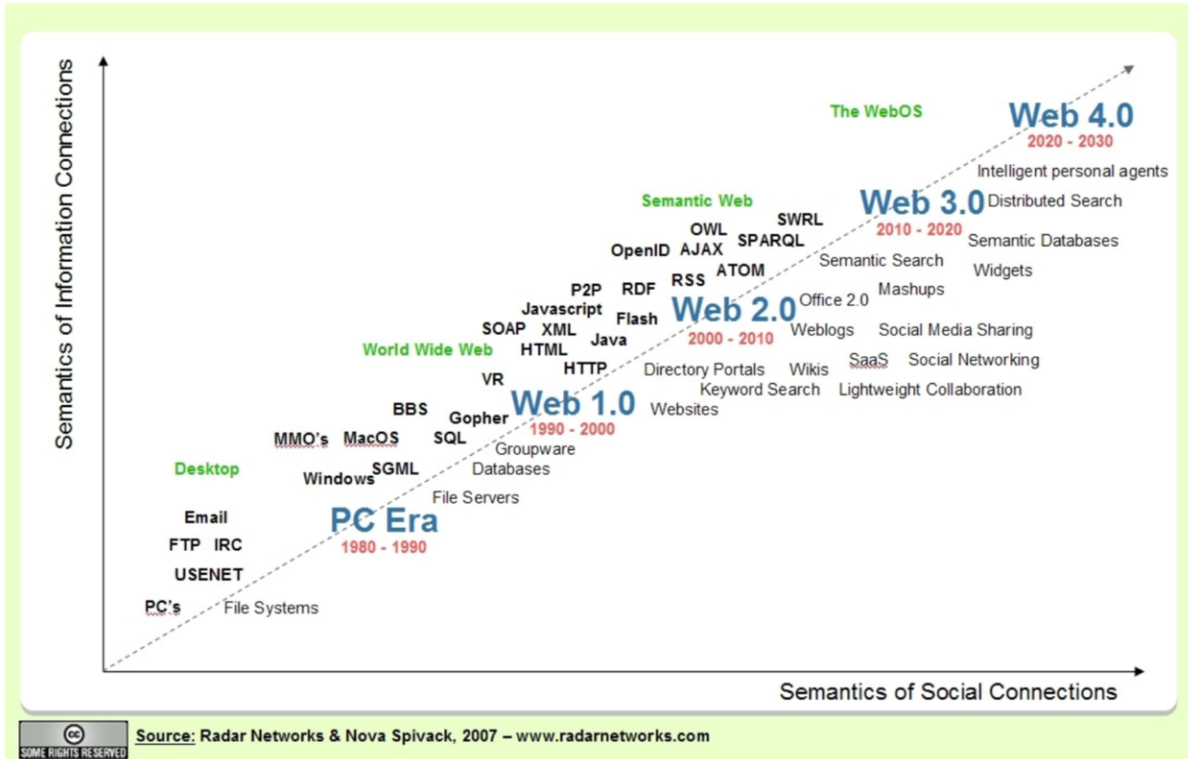 Semantics of Information Connections
The WebOS
Web 4.0
2020 - 2030
Intelligent personal agents
Semantic Web
Web 3.0
Distributed Search
2010 - 2020
SWRL
OWL
SPARQL
Semantic Databases
OpenID
AJAX
Semantic Search
ATOM
Widgets
RSS
P2P
RDF
Mashups
Office 2.0
Javascript
Web 2.0
Flash
2000 - 2010
SOAP
XML
Weblogs
Social Media Sharing
Java
World Wide Web
HTML
SaaS
Social Networking
HTTP
Directory Portals
Wikis
VR
Keyword Search
Lightweight Collaboration
Web 1.0
1990 - 2000
Websites
BBS
Gopher
MMO's
MacOS
SQL
Groupware
Desktop
SGML
Databases
Windows
File Servers
PC Era
1980 - 1990
Email
FTP
IRC
USENET
PC's
File Systems
Semantics of Social Connections
cc
SOME RIGHTS RESERVED
Source: Radar Networks & Nova Spivack, 2007 – www.radarnetworks.com